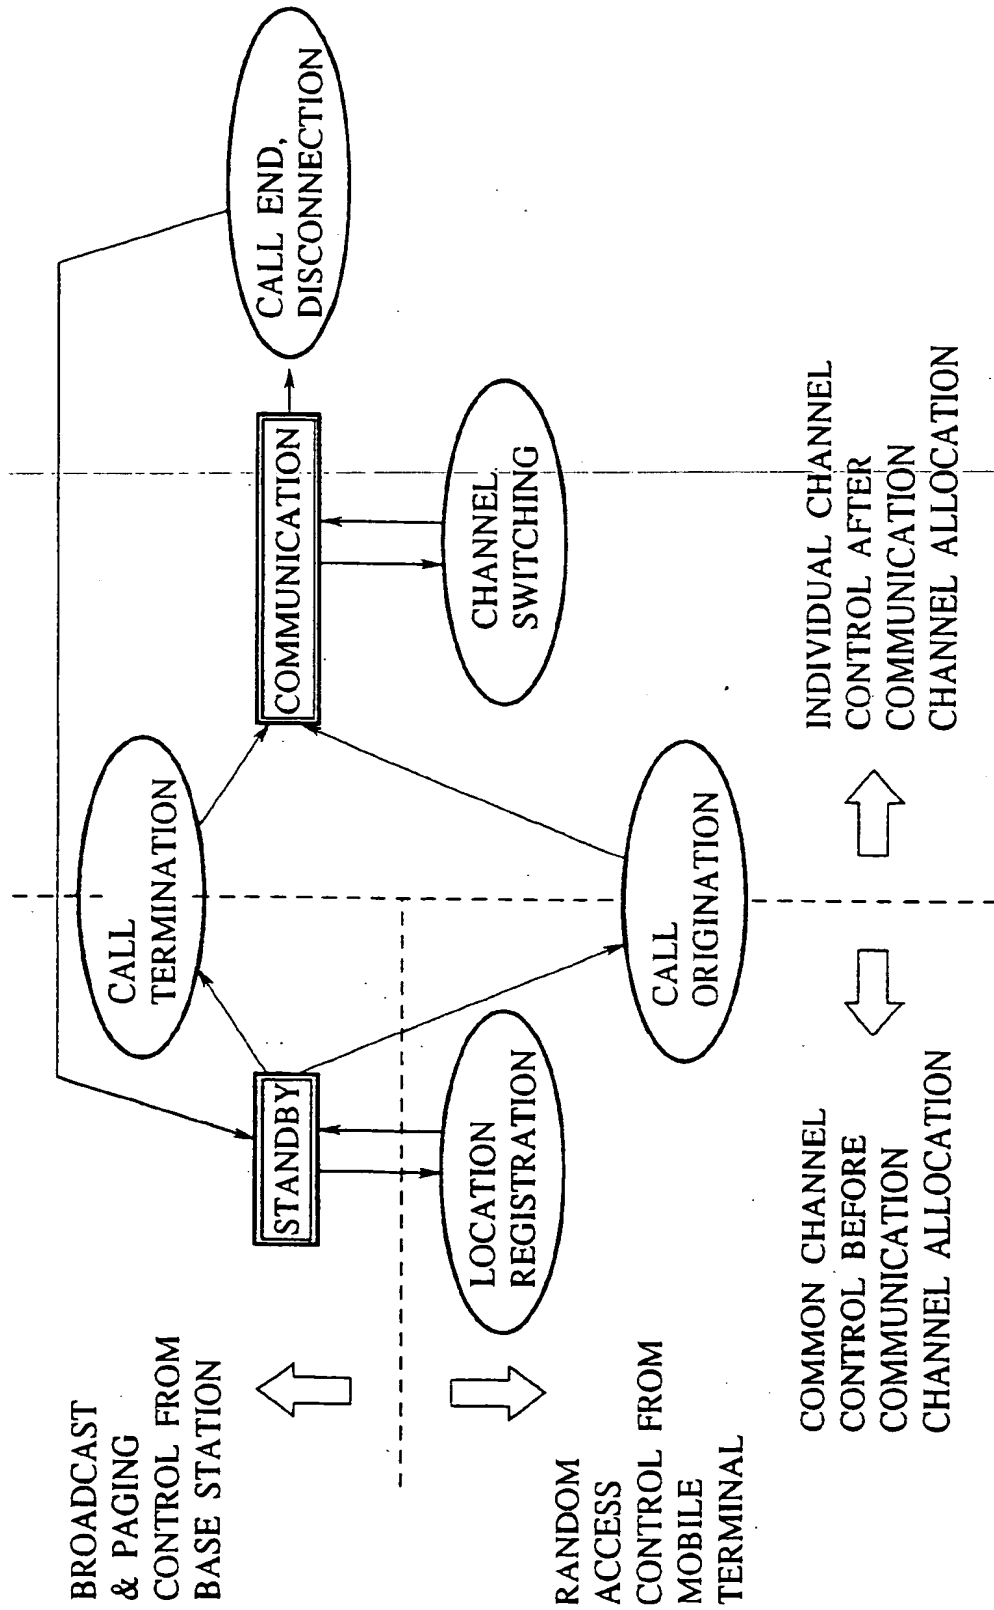 BROADCAST
& PAGING
CONTROL FROM
BASE STATION
RANDOM
ACCESS
CONTROL FROM
MOBILE
TERMINAL
STANDBY
LOCATION
REGISTRATION
CALL
TERMINATION
CALL
ORIGINATION
COMMUNICATION
CHANNEL
SWITCHING
CALL END,
DISCONNECTION
COMMON CHANNEL
CONTROL BEFORE
COMMUNICATION
CHANNEL ALLOCATION
INDIVIDUAL CHANNEL
CONTROL AFTER
COMMUNICATION
CHANNEL ALLOCATION